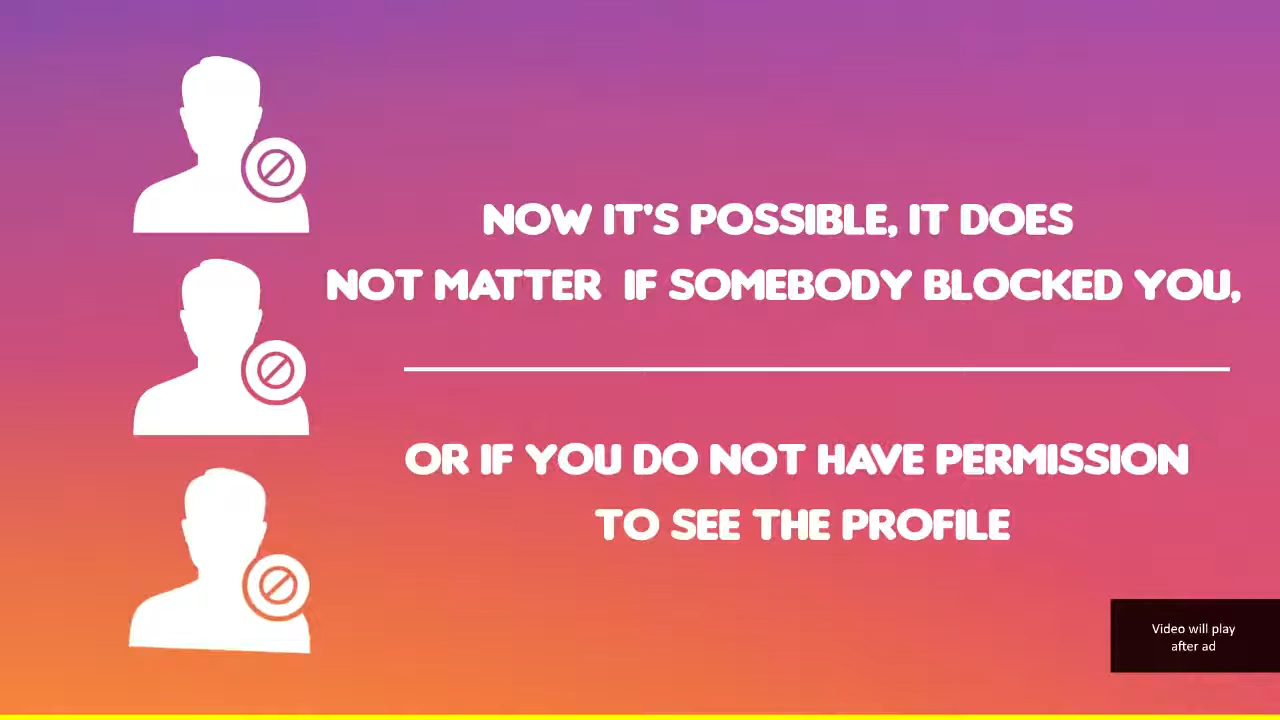 NOW IT'S POSSIBLE, IT DOES
NOT MATTER IF SOMEBODY BLOCKED YOU,
OR IF YOU DO NOT HAVE PERMISSION
TO SEE THE PROFILE
Video will play
after ad